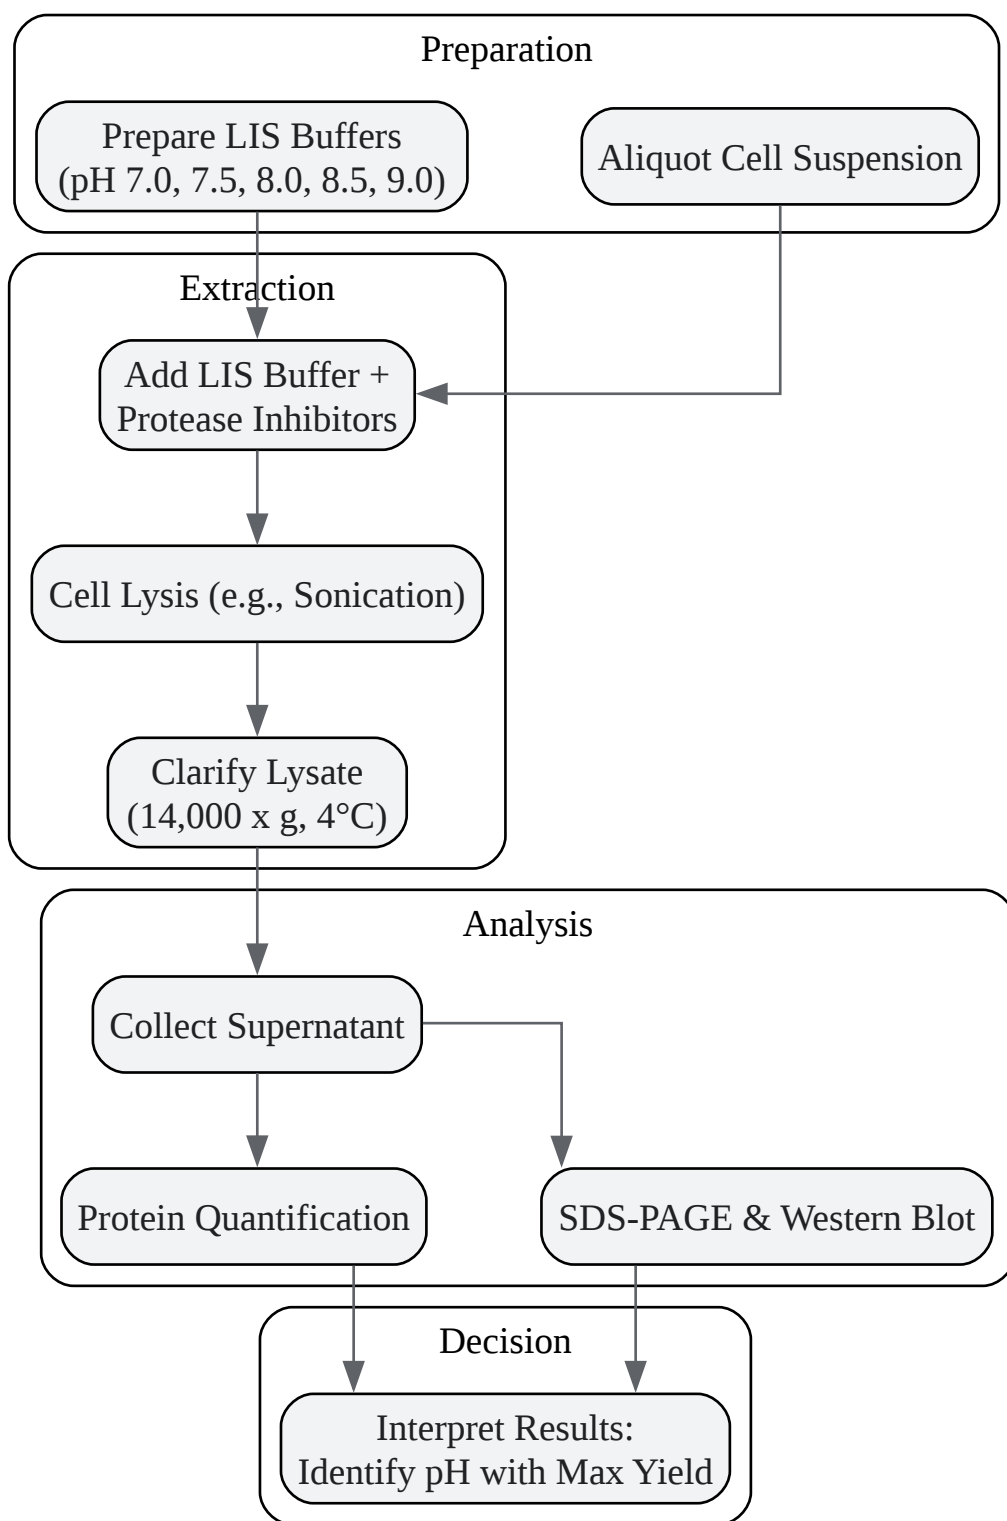 Preparation
Prepare LIS Buffers
(pH 7.0, 7.5, 8.0, 8.5, 9.0)
Aliquot Cell Suspension
Extraction
Add LIS Buffer +
Protease Inhibitors
Cell Lysis (e.g., Sonication)
Clarify Lysate
(14,000 x g, 4°C)
Analysis
Collect Supernatant
Protein Quantification
SDS-PAGE & Western Blot
Decision
Interpret Results:
Identify pH with Max Yield